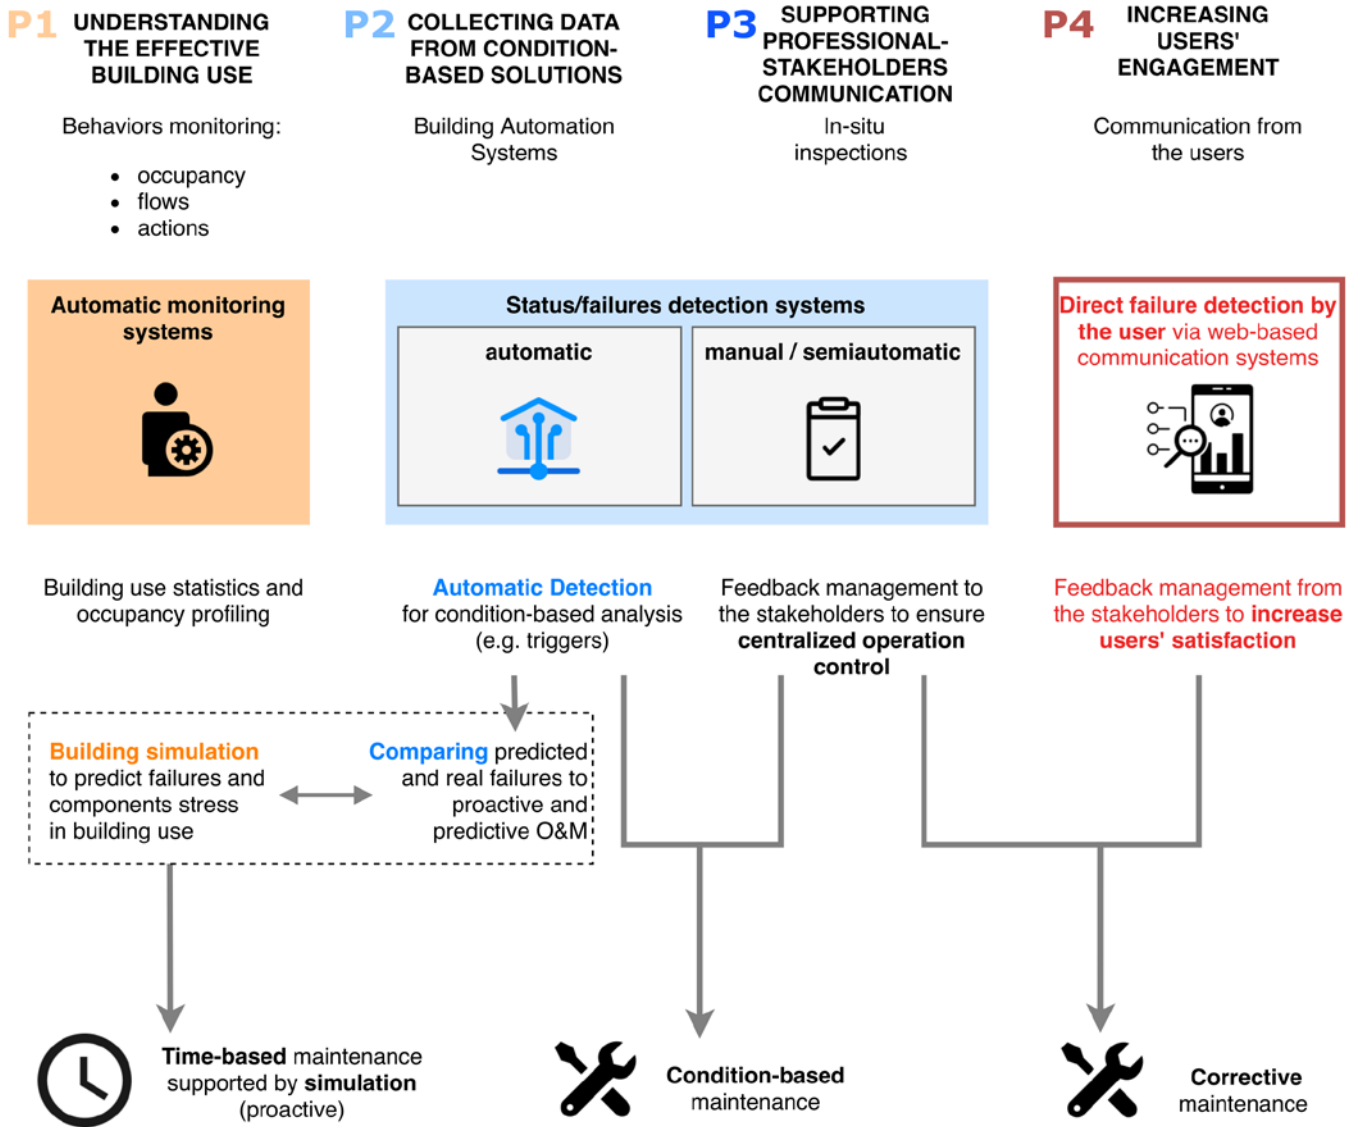 P1 UNDERSTANDING
THE EFFECTIVE
BUILDING USE
Behaviors monitoring:
• occupancy
• flows
• actions
P2 COLLECTING DATA
FROM CONDITION-
BASED SOLUTIONS
Building Automation
Systems
P3 SUPPORTING
PROFESSIONAL-
STAKEHOLDERS
COMMUNICATION
In-situ
inspections
P4 INCREASING
USERS'
ENGAGEMENT
Communication from
the users
Automatic monitoring
systems
Status/failures detection systems
automatic
manual / semiautomatic
Direct failure detection by
the user via web-based
communication systems
Building use statistics and
occupancy profiling
Automatic Detection
for condition-based analysis
(e.g. triggers)
Feedback management to
the stakeholders to ensure
centralized operation
control
Feedback management from
the stakeholders to increase
users' satisfaction
Building simulation
to predict failures and
components stress
in building use
Comparing predicted
and real failures to
proactive and
predictive O&M
Time-based maintenance
supported by simulation
(proactive)
Condition-based
maintenance
Corrective
maintenance